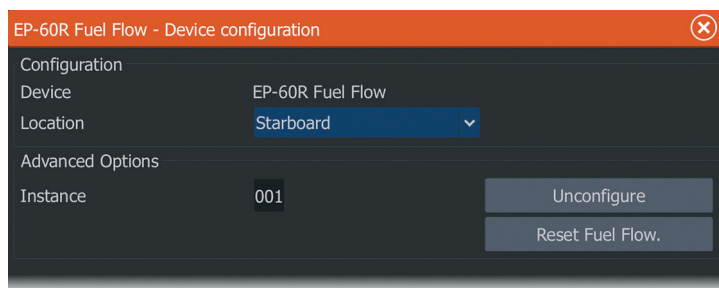 EP-60R Fuel Flow - Device configuration
Configuration
Device EP-60R Fuel Flow
Location Starboard
Advanced Options
Instance 001 Unconfigure
Reset Fuel Flow.